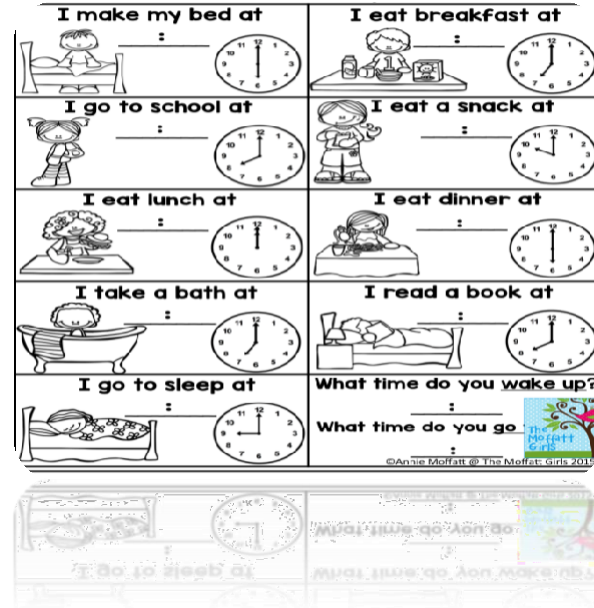 I make my bed at
:
I eat breakfast at
:
I go to school at
:
I eat a snack at
:
I eat lunch at
:
I eat dinner at
:
I take a bath at
:
I read a book at
:
I go to sleep at
:
What time do you wake up?
:
What time do you go
:
The
Moffatt
Girls
©Annie Moffatt @ The Moffatt Girls 2015